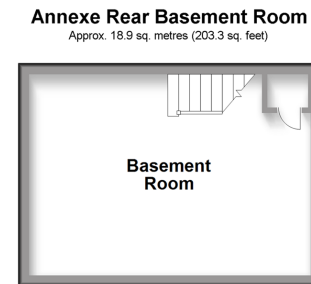 Annexe Rear Basement Room
Approx. 18.9 sq. metres (203.3 sq. feet)
Basement
Room